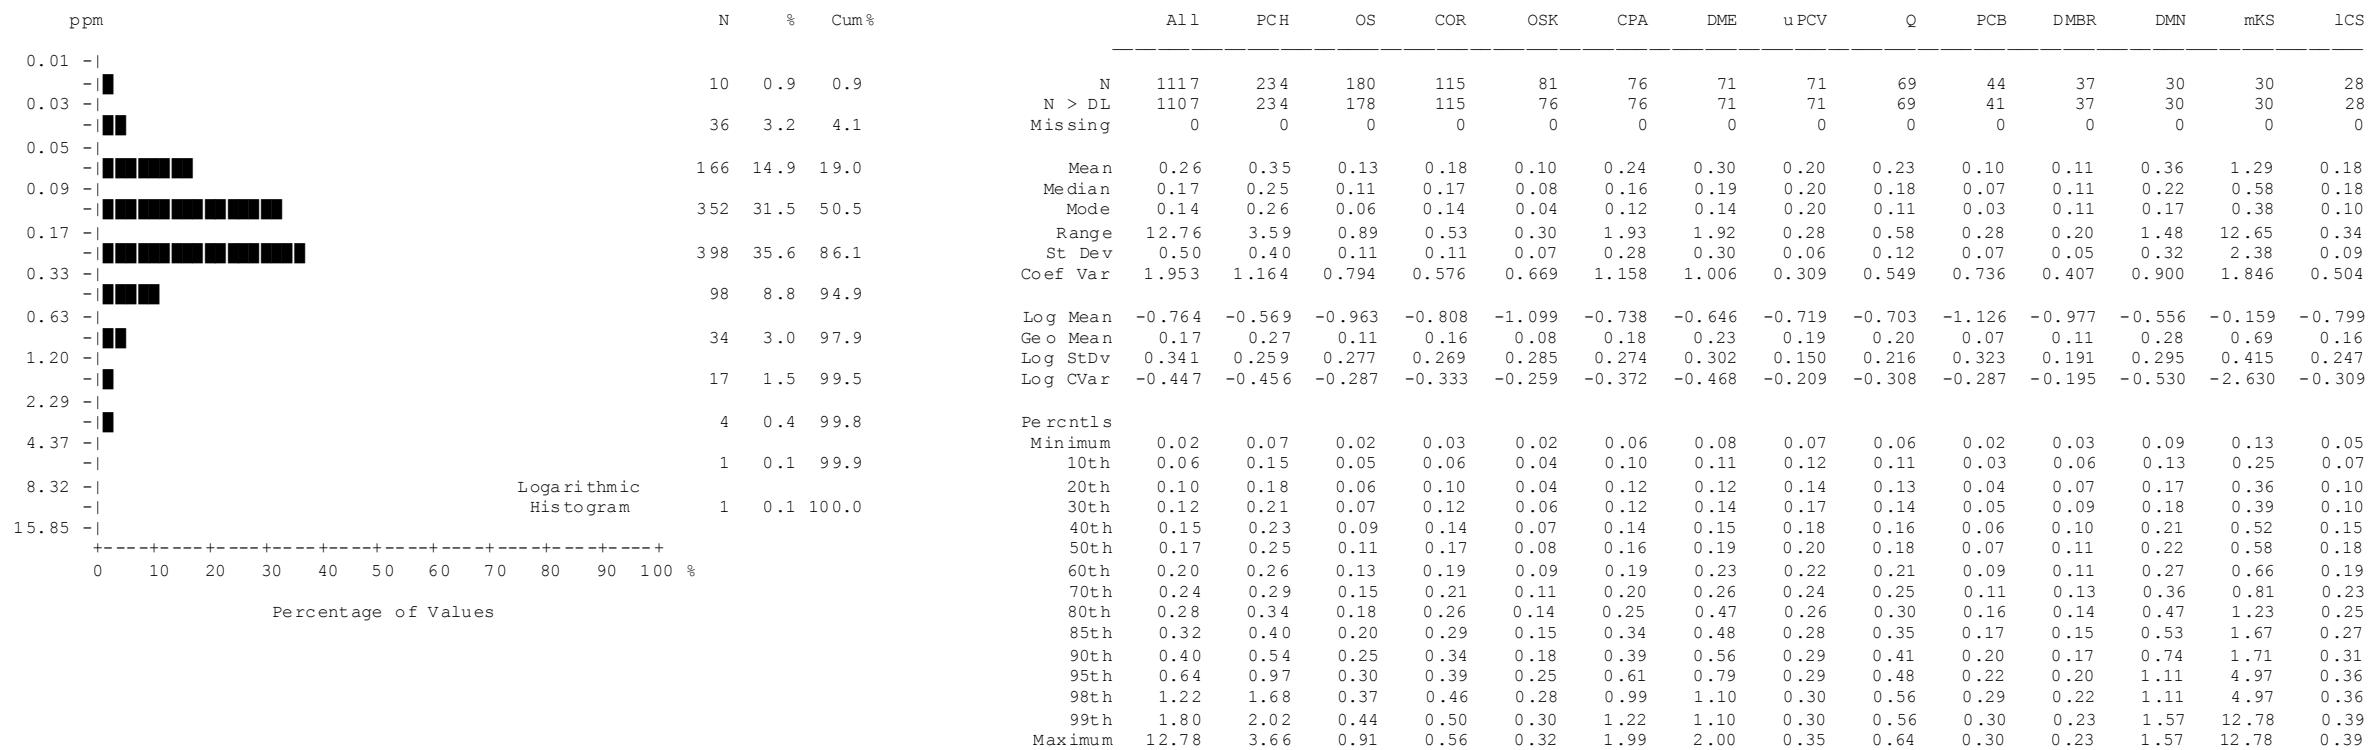 ppm N % Cum% All PCH OS COR OSK CPA DME uPCV Q PCB DMBR DMN mKS lCS
0.01 -|
-| 10 0.9 0.9 N 1117 234 180 115 81 76 71 71 69 44 37 30 30 28
0.03 -| N > DL 1107 234 178 115 76 76 71 71 69 41 37 30 30 28
-| 36 3.2 4.1 Missing 0 0 0 0 0 0 0 0 0 0 0 0 0 0
0.05 -|
-| 166 14.9 19.0 Mean 0.26 0.35 0.13 0.18 0.10 0.24 0.30 0.20 0.23 0.10 0.11 0.36 1.29 0.18
0.09 -| Median 0.17 0.25 0.11 0.17 0.08 0.16 0.19 0.20 0.18 0.07 0.11 0.22 0.58 0.18
-| 352 31.5 50.5 Mode 0.14 0.26 0.06 0.14 0.04 0.12 0.14 0.20 0.11 0.03 0.11 0.17 0.38 0.10
0.17 -| Range 12.76 3.59 0.89 0.53 0.30 1.93 1.92 0.28 0.58 0.28 0.20 1.48 12.65 0.34
-| 398 35.6 86.1 St Dev 0.50 0.40 0.11 0.11 0.07 0.28 0.30 0.06 0.12 0.07 0.05 0.32 2.38 0.09
0.33 -| Coef Var 1.953 1.164 0.794 0.576 0.669 1.158 1.006 0.309 0.549 0.736 0.407 0.900 1.846 0.504
-| 98 8.8 94.9
0.63 -| Log Mean -0.764 -0.569 -0.963 -0.808 -1.099 -0.738 -0.646 -0.719 -0.703 -1.126 -0.977 -0.556 -0.159 -0.799
-| 34 3.0 97.9 Geo Mean 0.17 0.27 0.11 0.16 0.08 0.18 0.23 0.19 0.20 0.07 0.11 0.28 0.69 0.16
1.20 -| Log StDv 0.341 0.259 0.277 0.269 0.285 0.274 0.302 0.150 0.216 0.323 0.191 0.295 0.415 0.247
-| 17 1.5 99.5 Log CVar -0.447 -0.456 -0.287 -0.333 -0.259 -0.372 -0.468 -0.209 -0.308 -0.287 -0.195 -0.530 -2.630 -0.309
2.29 -|
-| 4 0.4 99.8 Percntls
4.37 -| Minimum 0.02 0.07 0.02 0.03 0.02 0.06 0.08 0.07 0.06 0.02 0.03 0.09 0.13 0.05
-| 1 0.1 99.9 10th 0.06 0.15 0.05 0.06 0.04 0.10 0.11 0.12 0.11 0.03 0.06 0.13 0.25 0.07
8.32 -| Logarithmic 20th 0.10 0.18 0.06 0.10 0.04 0.12 0.12 0.14 0.13 0.04 0.07 0.17 0.36 0.10
-| Histogram 1 0.1 100.0 30th 0.12 0.21 0.07 0.12 0.06 0.12 0.14 0.17 0.14 0.05 0.09 0.18 0.39 0.10
15.85 -| 40th 0.15 0.23 0.09 0.14 0.07 0.14 0.15 0.18 0.16 0.06 0.10 0.21 0.52 0.15
+----+----+----+----+----+----+----+----+----+----+ 50th 0.17 0.25 0.11 0.17 0.08 0.16 0.19 0.20 0.18 0.07 0.11 0.22 0.58 0.18
0 10 20 30 40 50 60 70 80 90 100 % 60th 0.20 0.26 0.13 0.19 0.09 0.19 0.23 0.22 0.21 0.09 0.11 0.27 0.66 0.19
70th 0.24 0.29 0.15 0.21 0.11 0.20 0.26 0.24 0.25 0.11 0.13 0.36 0.81 0.23
Percentage of Values 80th 0.28 0.34 0.18 0.26 0.14 0.25 0.47 0.26 0.30 0.16 0.14 0.47 1.23 0.25
85th 0.32 0.40 0.20 0.29 0.15 0.34 0.48 0.28 0.35 0.17 0.15 0.53 1.67 0.27
90th 0.40 0.54 0.25 0.34 0.18 0.39 0.56 0.29 0.41 0.20 0.17 0.74 1.71 0.31
95th 0.64 0.97 0.30 0.39 0.25 0.61 0.79 0.29 0.48 0.22 0.20 1.11 4.97 0.36
98th 1.22 1.68 0.37 0.46 0.28 0.99 1.10 0.30 0.56 0.29 0.22 1.11 4.97 0.36
99th 1.80 2.02 0.44 0.50 0.30 1.22 1.10 0.30 0.56 0.30 0.23 1.57 12.78 0.39
Maximum 12.78 3.66 0.91 0.56 0.32 1.99 2.00 0.35 0.64 0.30 0.23 1.57 12.78 0.39